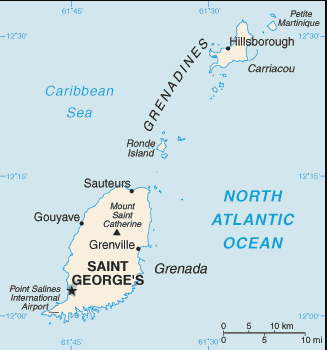 61°45'
61°30'
Petite
Martinique
12°30'
12°30'
Hillsborough
Carriacou
Caribbean
Sea
GRENADINES
Ronde
Island
12°15'
12°15'
Sauteurs
Mount
Saint
Catherine
NORTH
ATLANTIC
OCEAN
Gouyave
Grenville
SAINT
GEORGE'S
Grenada
Point Salines
International
Airport
12°00'
12°00'
0 5 10 km
0 5 10 mi
61°45'
61°30'